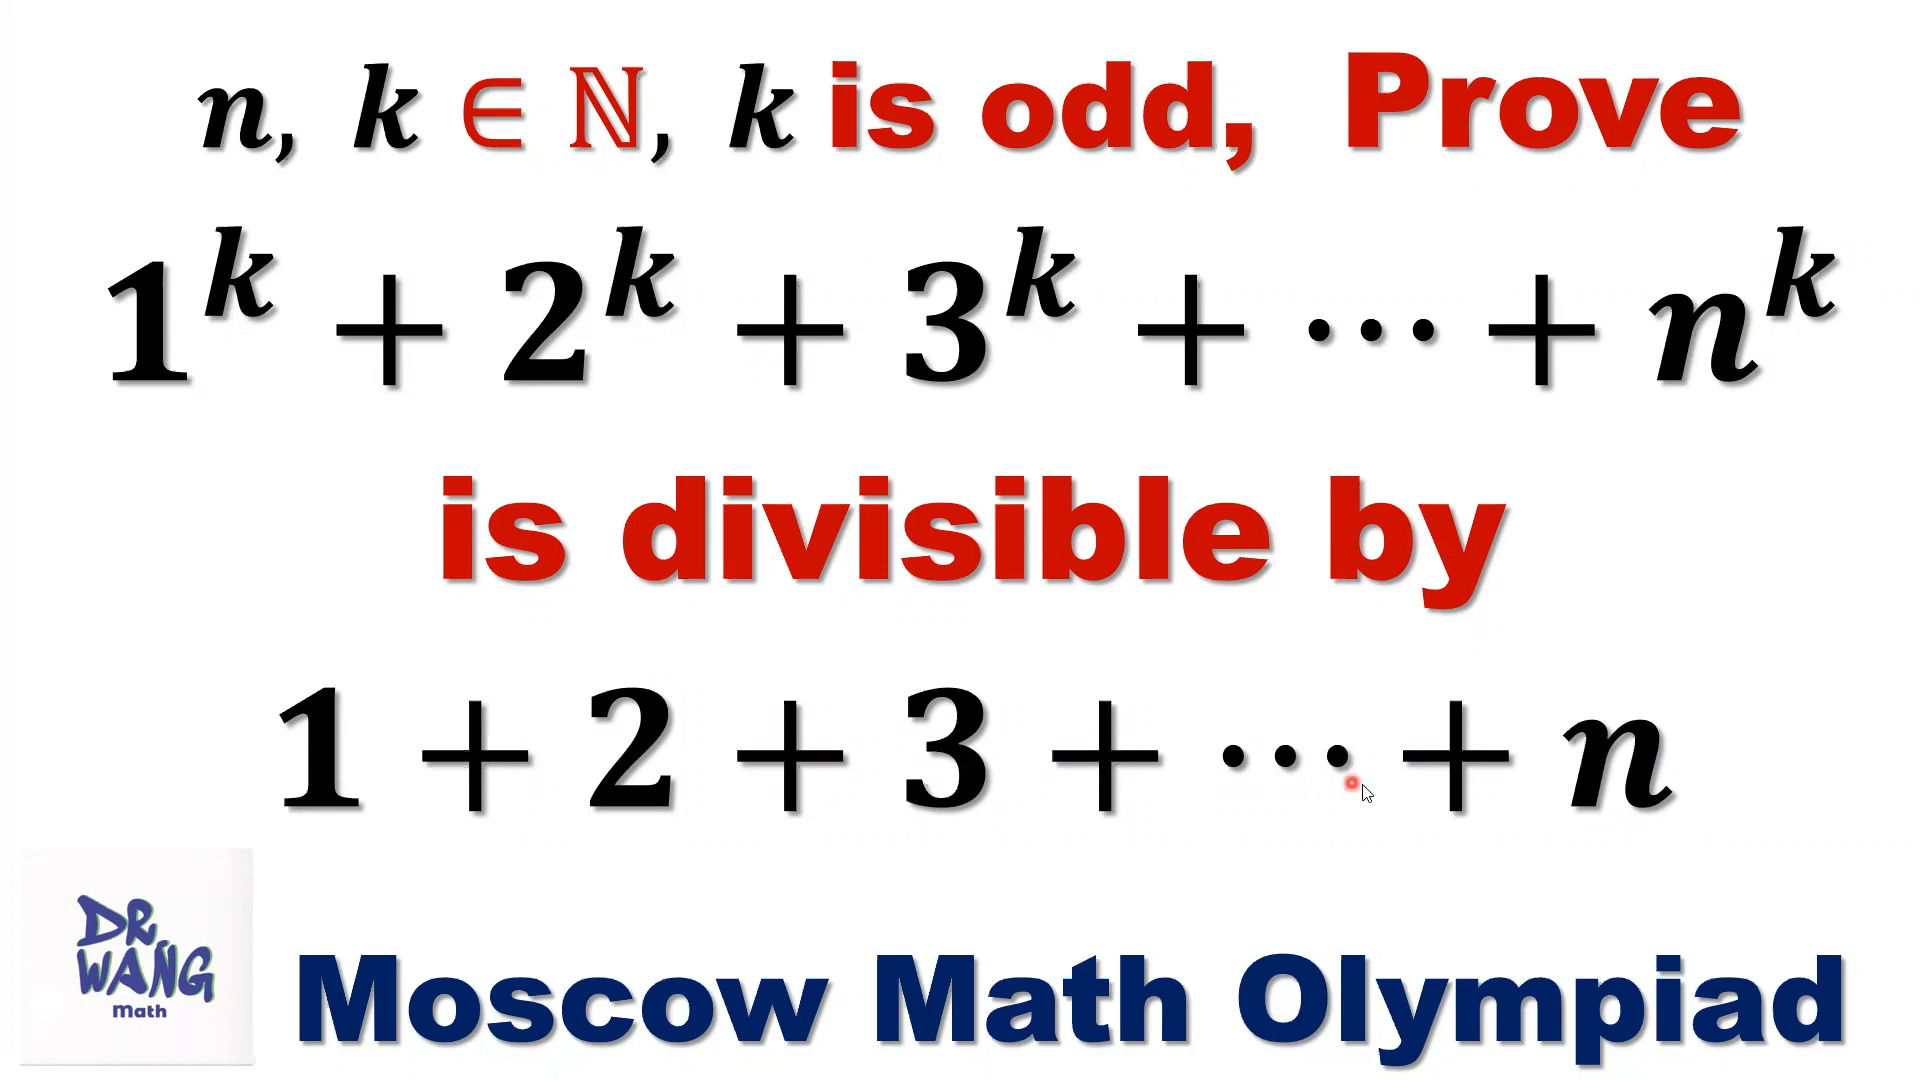 n, k ∈ ℕ, k is odd, Prove
1^k + 2^k + 3^k + ⋯ + n^k
is divisible by
1 + 2 + 3 + ⋯ + n
DR.
WANG
Math
Moscow Math Olympiad